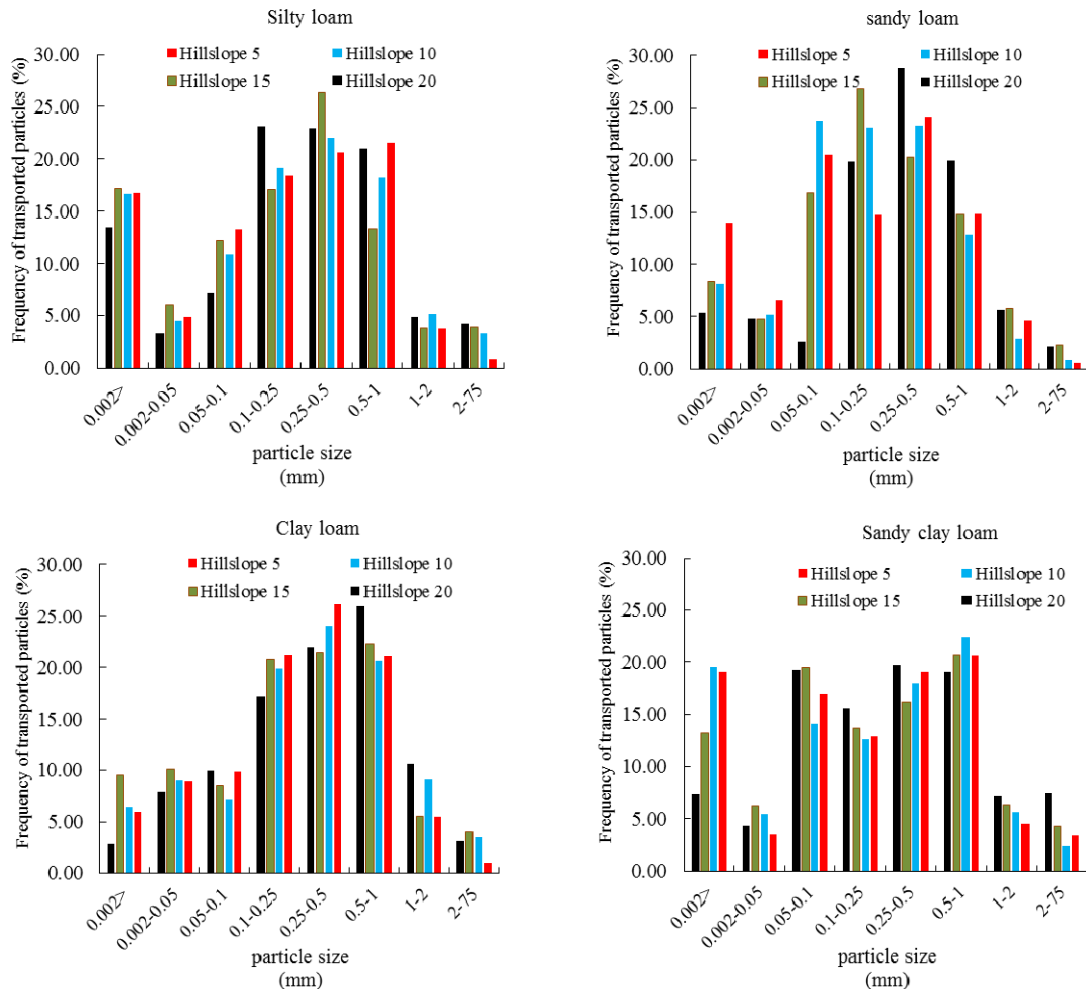 Silty loam
Frequency of transported particles (%)
30.00
25.00
20.00
15.00
10.00
5.00
0.00
Hillslope 5
Hillslope 10
Hillslope 15
Hillslope 20
0.002>
0.002-0.05
0.05-0.1
0.1-0.25
0.25-0.5
0.5-1
1-2
2-75
particle size
(mm)
sandy loam
Frequency of transported particles (%)
30.00
25.00
20.00
15.00
10.00
5.00
0.00
Hillslope 5
Hillslope 10
Hillslope 15
Hillslope 20
0.002>
0.002-0.05
0.05-0.1
0.1-0.25
0.25-0.5
0.5-1
1-2
2-75
particle size
(mm)
Clay loam
Frequency of transported particles (%)
30.00
25.00
20.00
15.00
10.00
5.00
0.00
Hillslope 5
Hillslope 10
Hillslope 15
Hillslope 20
0.002>
0.002-0.05
0.05-0.1
0.1-0.25
0.25-0.5
0.5-1
1-2
2-75
particle size
(mm)
Sandy clay loam
Frequency of transported particles (%)
30.00
25.00
20.00
15.00
10.00
5.00
0.00
Hillslope 5
Hillslope 10
Hillslope 15
Hillslope 20
0.002>
0.002-0.05
0.05-0.1
0.1-0.25
0.25-0.5
0.5-1
1-2
2-75
particle size
(mm)